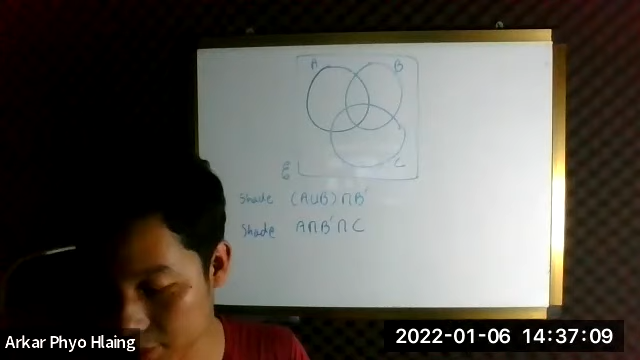 A B
C
ξ
Shade (A∪B)∩B'
Shade A∩B'∩C
Arkar Phyo Hlaing
2022-01-06 14:37:09